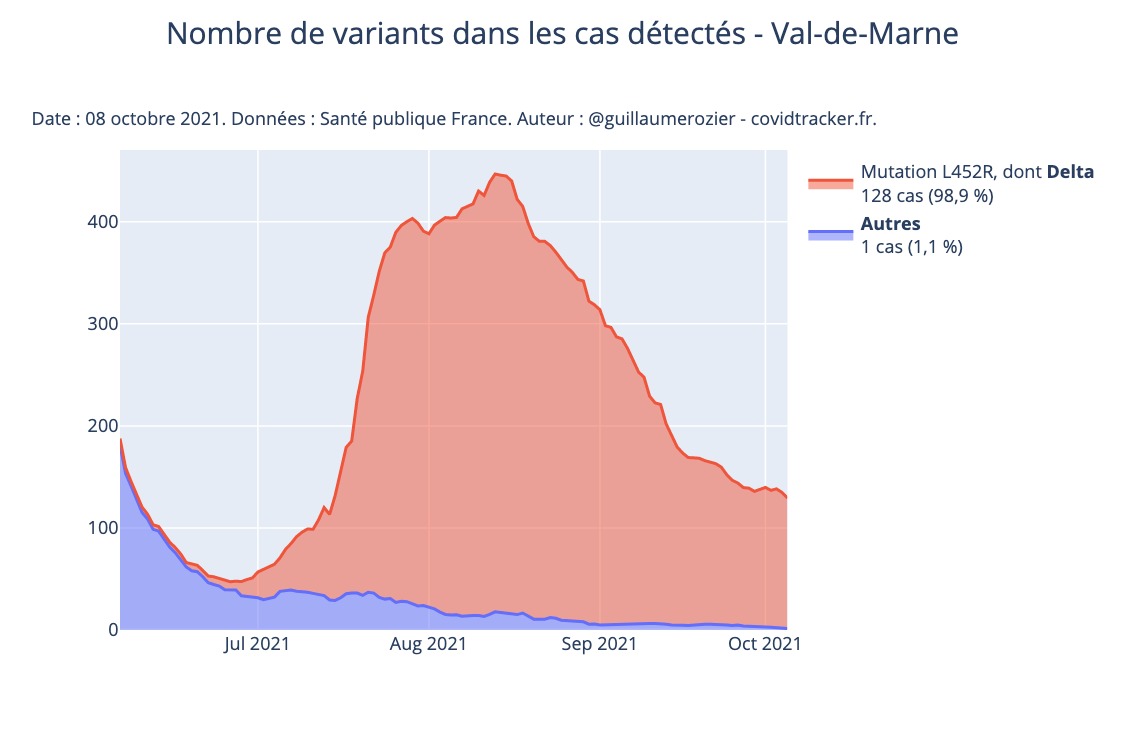 Nombre de variants dans les cas détectés - Val-de-Marne
Date : 08 octobre 2021. Données : Santé publique France. Auteur : @guillaumerozier - covidtracker.fr.
Mutation L452R, dont Delta
128 cas (98,9 %)
Autres
1 cas (1,1 %)
400
300
200
100
0
Jul 2021
Aug 2021
Sep 2021
Oct 2021